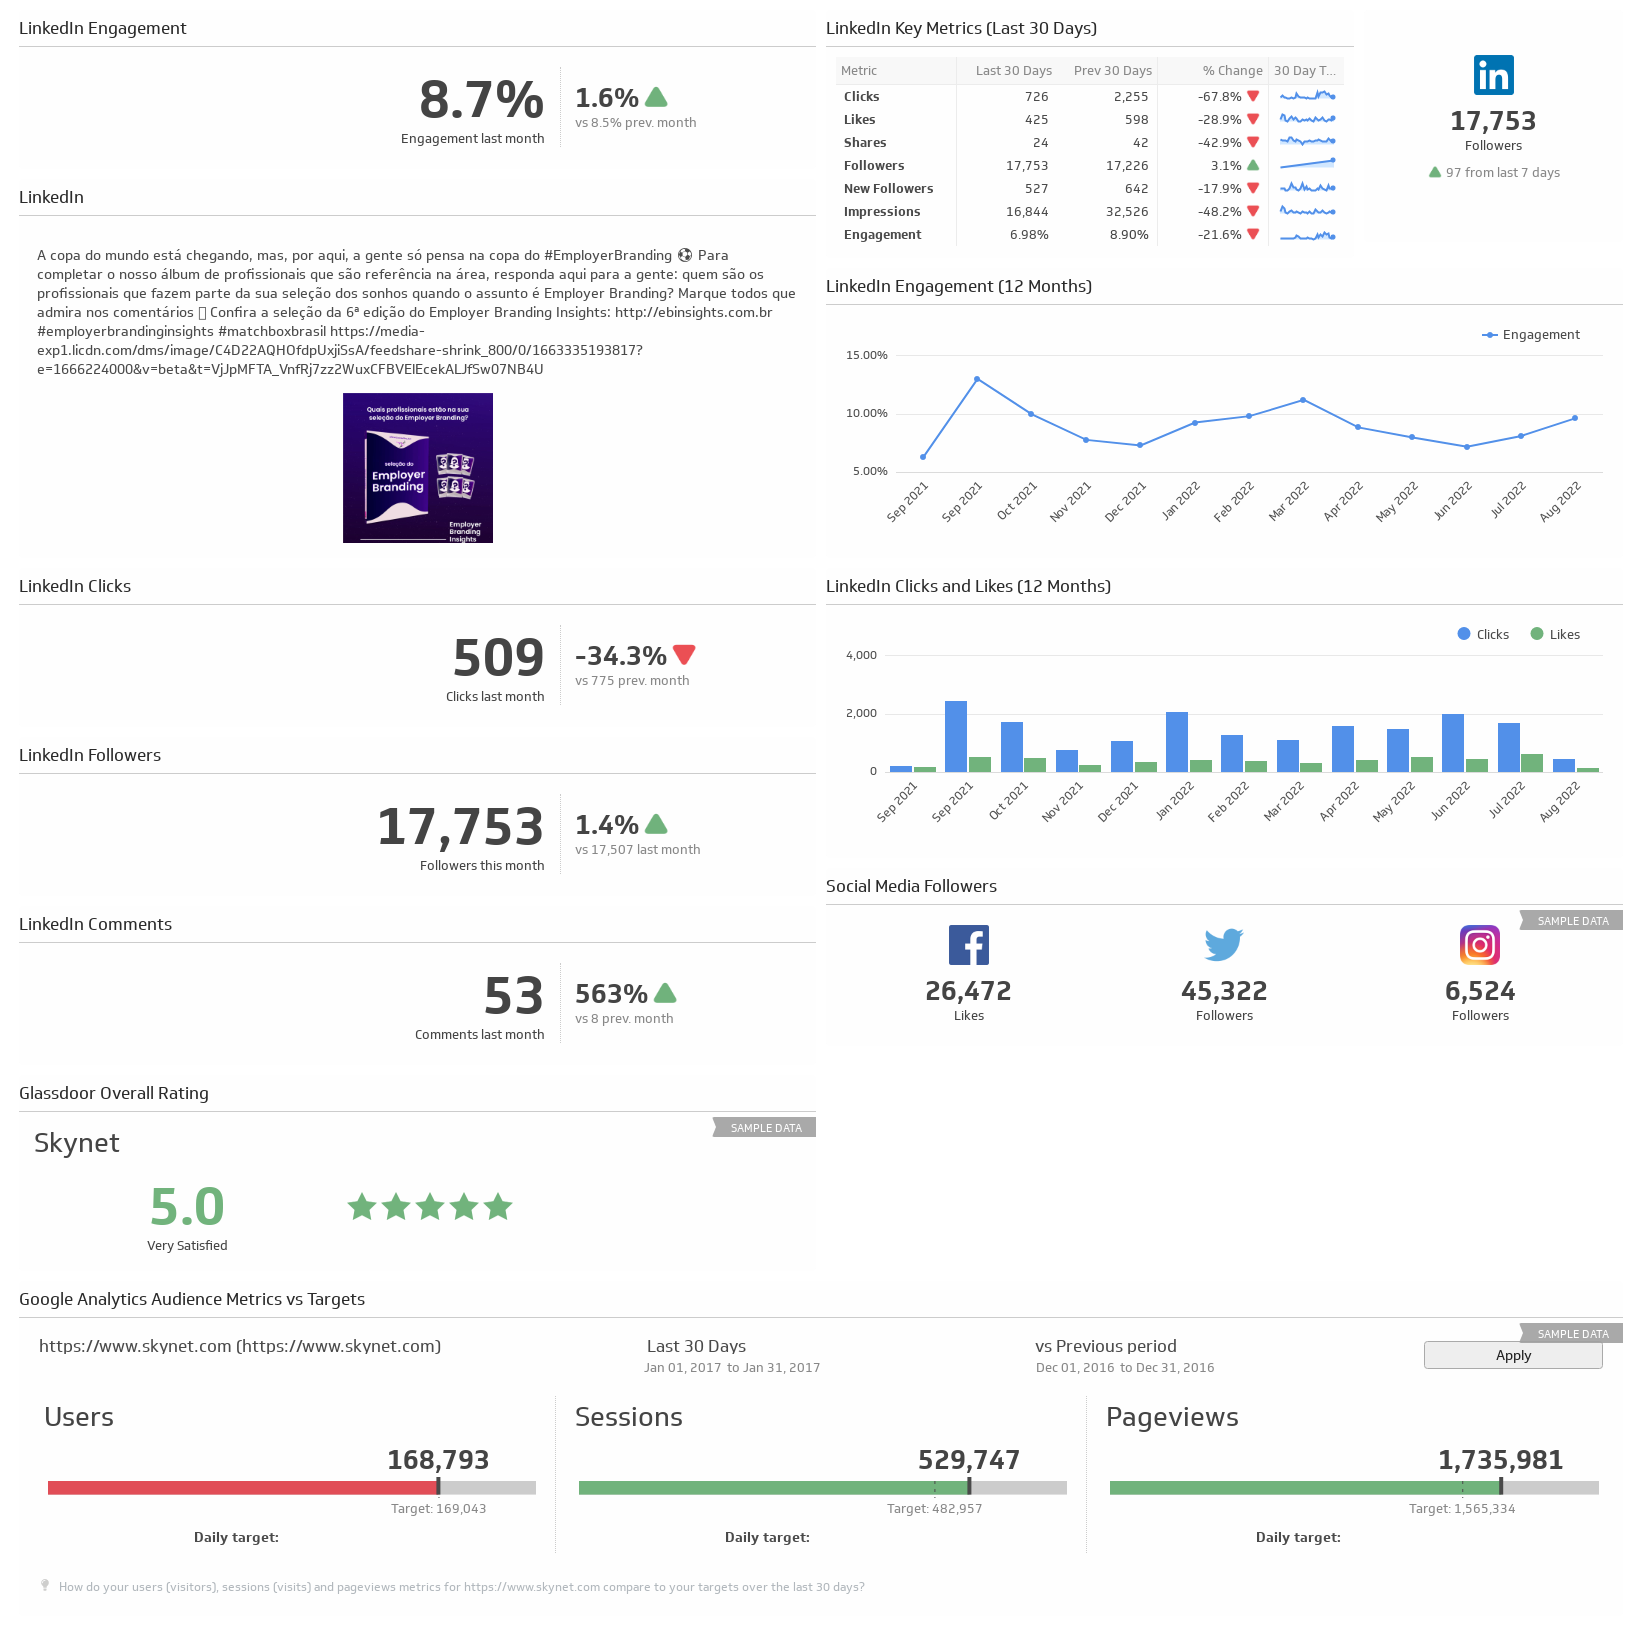 LinkedIn Engagement
8.7%
Engagement last month
1.6%
vs 8.5% prev. month
LinkedIn
A copa do mundo está chegando, mas, por aqui, a gente só pensa na copa do #EmployerBranding ⚽ Para
completar o nosso álbum de profissionais que são referência na área, responda aqui para a gente: quem são os
profissionais que fazem parte da sua seleção dos sonhos quando o assunto é Employer Branding? Marque todos que
admira nos comentários Confira a seleção da 6ª edição do Employer Branding Insights: http://ebinsights.com.br
#employerbrandinginsights #matchboxbrasil https://media-
exp1.licdn.com/dms/image/C4D22AQHOfdpUxjiSsA/feedshare-shrink_800/0/1663335193817?
e=1666224000&v=beta&t=VjJpMFTA_VnfRj7zz2WuxCFBVEIEcekALJfSw07NB4U
Quais profissionais estão na sua
seleção do Employer Branding?
seleção do
Employer
Branding
Employer
Branding
Insights
LinkedIn Clicks
509
Clicks last month
-34.3%
vs 775 prev. month
LinkedIn Followers
17,753
Followers this month
1.4%
vs 17,507 last month
LinkedIn Comments
53
Comments last month
563%
vs 8 prev. month
Glassdoor Overall Rating
SAMPLE DATA
Skynet
5.0
Very Satisfied
LinkedIn Key Metrics (Last 30 Days)
Metric Last 30 Days Prev 30 Days % Change 30 Day T...
Clicks 726 2,255 -67.8%
Likes 425 598 -28.9%
Shares 24 42 -42.9%
Followers 17,753 17,226 3.1%
New Followers 527 642 -17.9%
Impressions 16,844 32,526 -48.2%
Engagement 6.98% 8.90% -21.6%
in
17,753
Followers
97 from last 7 days
LinkedIn Engagement (12 Months)
Engagement
15.00%
10.00%
5.00%
Sep 2021 Sep 2021 Oct 2021 Nov 2021 Dec 2021 Jan 2022 Feb 2022 Mar 2022 Apr 2022 May 2022 Jun 2022 Jul 2022 Aug 2022
LinkedIn Clicks and Likes (12 Months)
Clicks Likes
4,000
2,000
0
Sep 2021 Sep 2021 Oct 2021 Nov 2021 Dec 2021 Jan 2022 Feb 2022 Mar 2022 Apr 2022 May 2022 Jun 2022 Jul 2022 Aug 2022
Social Media Followers
SAMPLE DATA
26,472 45,322 6,524
Likes Followers Followers
Google Analytics Audience Metrics vs Targets
SAMPLE DATA
https://www.skynet.com (https://www.skynet.com) Last 30 Days vs Previous period Apply
Jan 01, 2017 to Jan 31, 2017 Dec 01, 2016 to Dec 31, 2016
Users Sessions Pageviews
168,793 529,747 1,735,981
Target: 169,043 Target: 482,957 Target: 1,565,334
Daily target: Daily target: Daily target:
How do your users (visitors), sessions (visits) and pageviews metrics for https://www.skynet.com compare to your targets over the last 30 days?